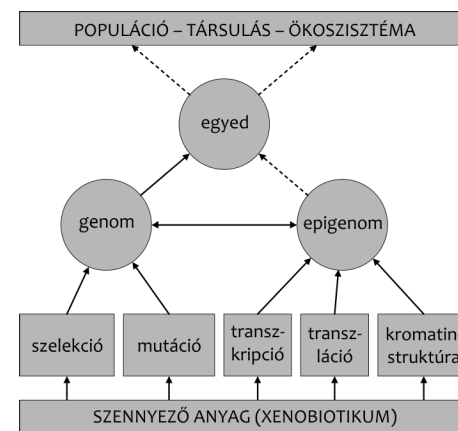 POPULÁCIÓ – TÁRSULÁS – ÖKOSZISZTÉMA
egyed
genom
epigenom
szelekció
mutáció
transz-
kripció
transz-
láció
kromatin
struktúra
SZENNYEZŐ ANYAG (XENOBIOTIKUM)